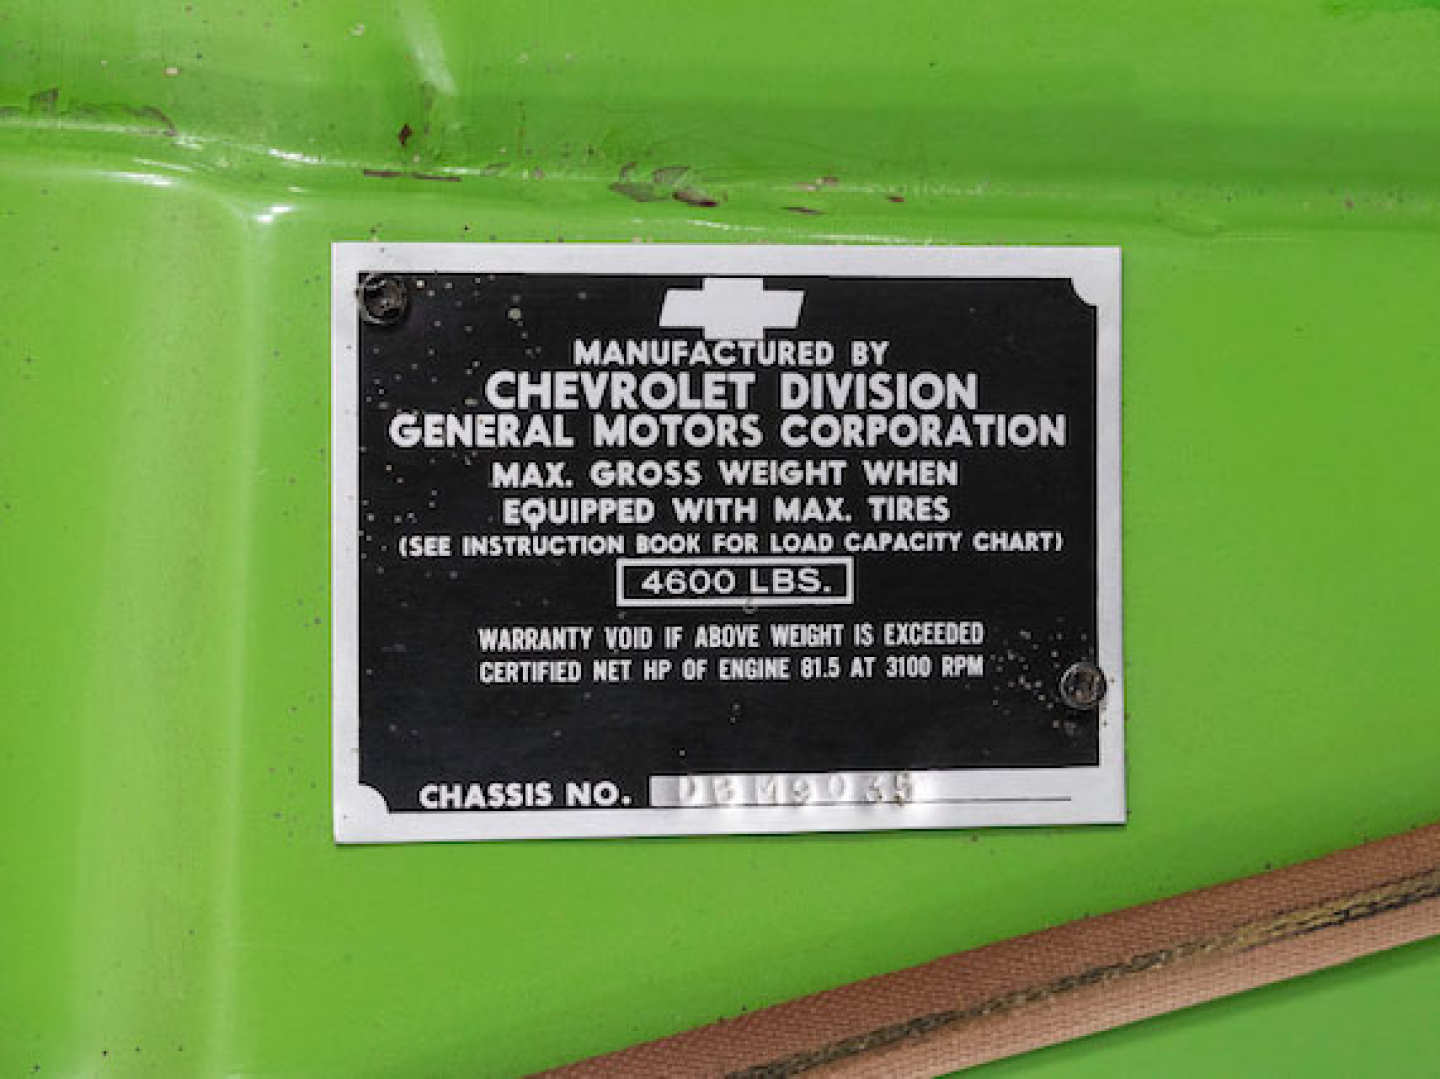 MANUFACTURED BY
CHEVROLET DIVISION
GENERAL MOTORS CORPORATION
MAX. GROSS WEIGHT WHEN
EQUIPPED WITH MAX. TIRES
(SEE INSTRUCTION BOOK FOR LOAD CAPACITY CHART)
4600 LBS.
WARRANTY VOID IF ABOVE WEIGHT IS EXCEEDED
CERTIFIED NET HP OF ENGINE 81.5 AT 3100 RPM
CHASSIS NO.